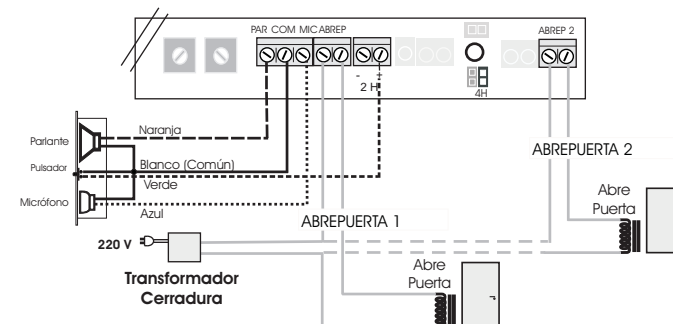 PAR COM MIC ABREP
ABREP 2
- +
2 H
4H
Parlante
Naranja
Pulsador
Blanco (Común)
Verde
Micrófono
Azul
ABREPUERTA 2
ABREPUERTA 1
Abre
Puerta
220 V
Transformador
Cerradura
Abre
Puerta